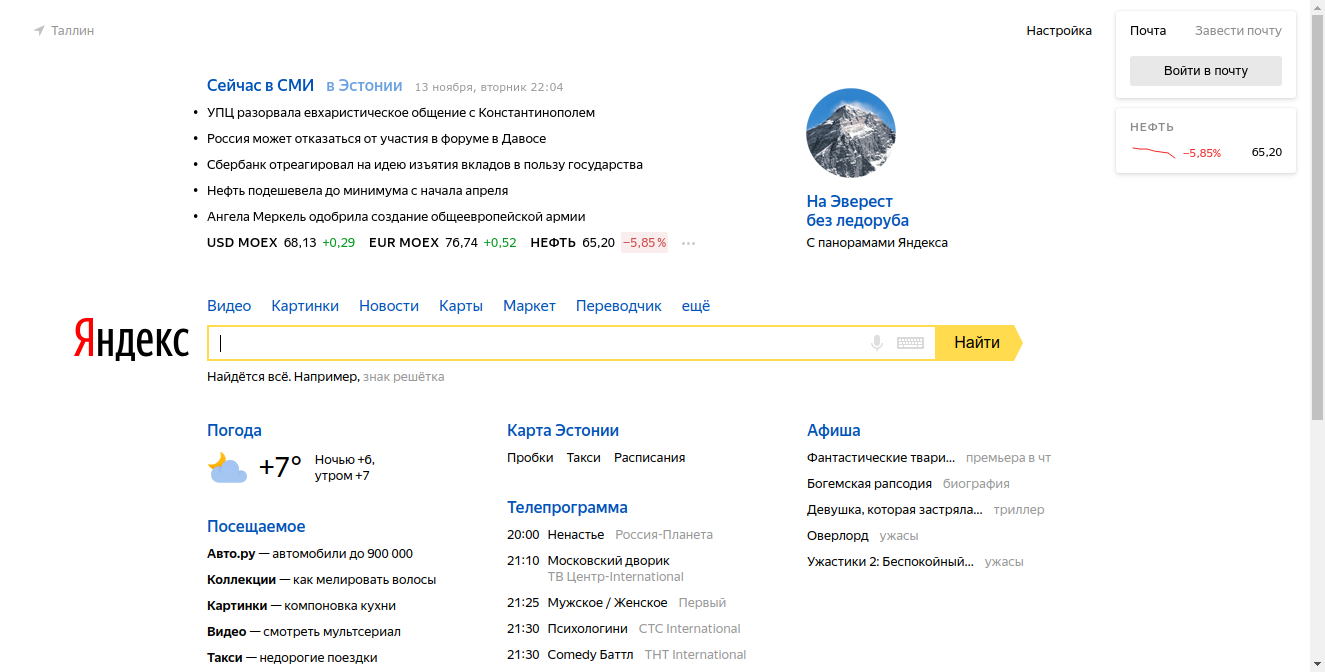 Таллин
Настройка
Почта Завести почту
Войти в почту
НЕФТЬ
−5,85% 65,20
Сейчас в СМИ в Эстонии 13 ноября, вторник 22:04
• УПЦ разорвала евхаристическое общение с Константинополем
• Россия может отказаться от участия в форуме в Давосе
• Сбербанк отреагировал на идею изъятия вкладов в пользу государства
• Нефть подешевела до минимума с начала апреля
• Ангела Меркель одобрила создание общеевропейской армии
USD MOEX 68,13 +0,29 EUR MOEX 76,74 +0,52 НЕФТЬ 65,20 −5,85% ···
На Эверест
без ледоруба
С панорамами Яндекса
Видео Картинки Новости Карты Маркет Переводчик ещё
Яндекс
Найти
Найдётся всё. Например, знак решётка
Погода
+7° Ночью +6,
утром +7
Посещаемое
Авто.ру — автомобили до 900 000
Коллекции — как мелировать волосы
Картинки — компоновка кухни
Видео — смотреть мультсериал
Такси — недорогие поездки
Карта Эстонии
Пробки Такси Расписания
Телепрограмма
20:00 Ненастье Россия-Планета
21:10 Московский дворик
ТВ Центр-International
21:25 Мужское / Женское Первый
21:30 Психологини СТС International
21:30 Comedy Баттл ТНТ International
Афиша
Фантастические твари... премьера в чт
Богемская рапсодия биография
Девушка, которая застряла... триллер
Оверлорд ужасы
Ужастики 2: Беспокойный... ужасы